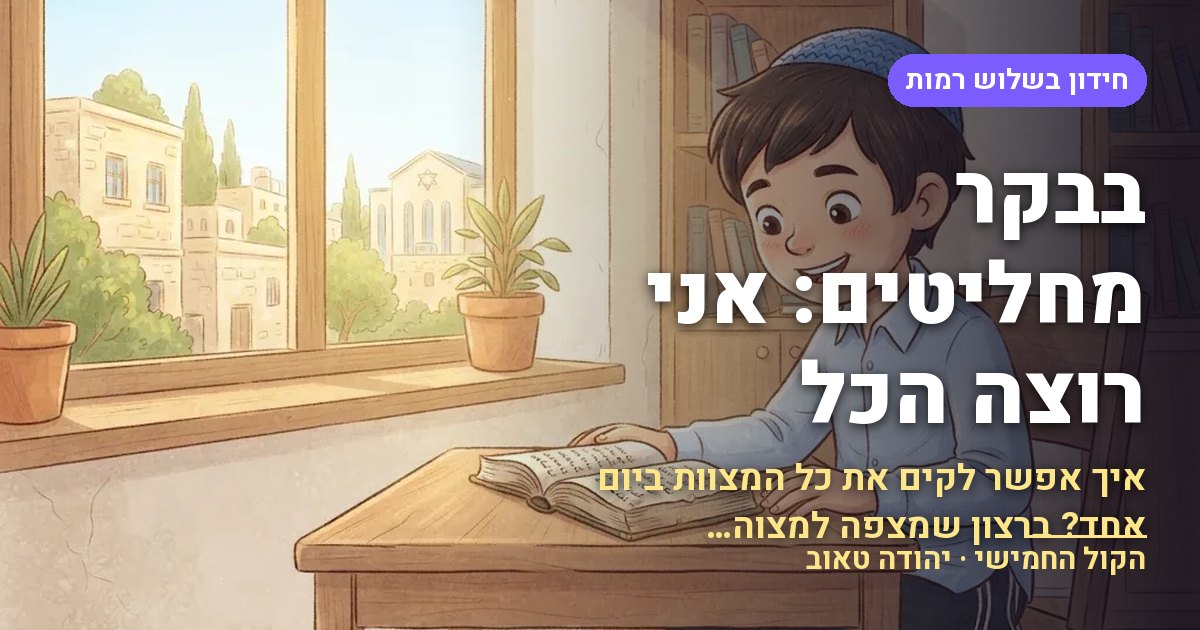 חידון בשלוש רמות
בבקר
מחליטים: אני
רוצה הכל
איך אפשר לקים את כל המצוות ביום
אחד? ברצון שמצפה למצוה...
הקול החמישי · יהודה טאוב